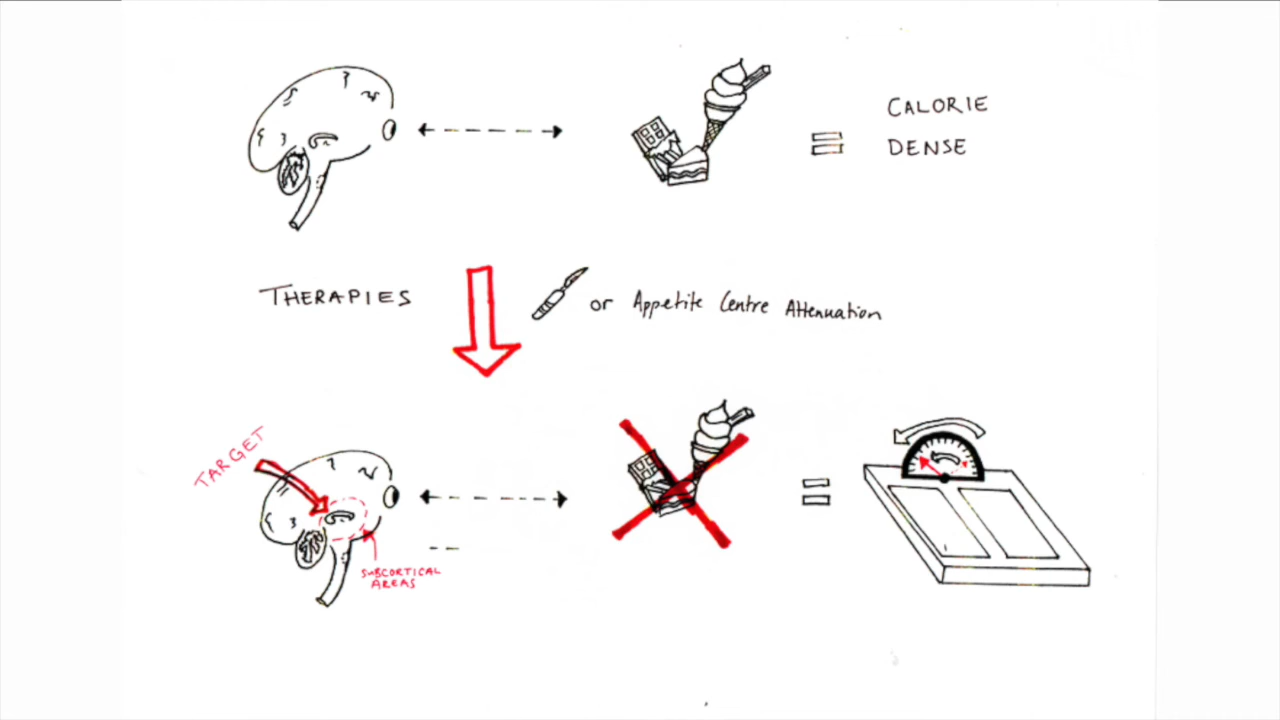 CALORIE
DENSE
THERAPIES
or Appetite Centre Attenuation
TARGET
SUBCORTICAL
AREAS